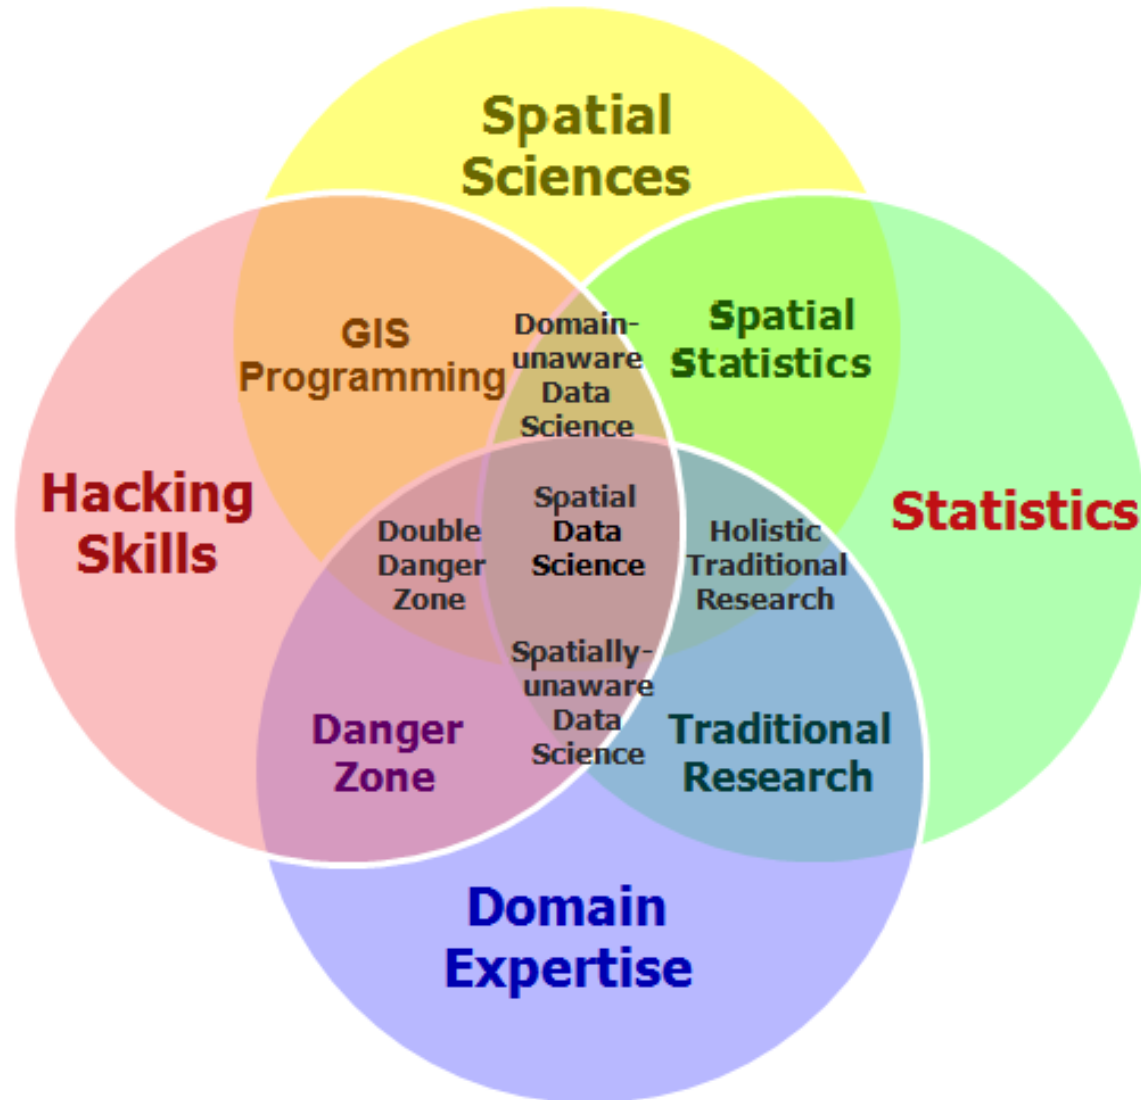 Spatial
Sciences
GIS
Programming
Domain-
unaware
Data
Science
Spatial
Statistics
Hacking
Skills
Double
Danger
Zone
Spatial
Data
Science
Holistic
Traditional
Research
Statistics
Spatially-
unaware
Data
Science
Danger
Zone
Traditional
Research
Domain
Expertise